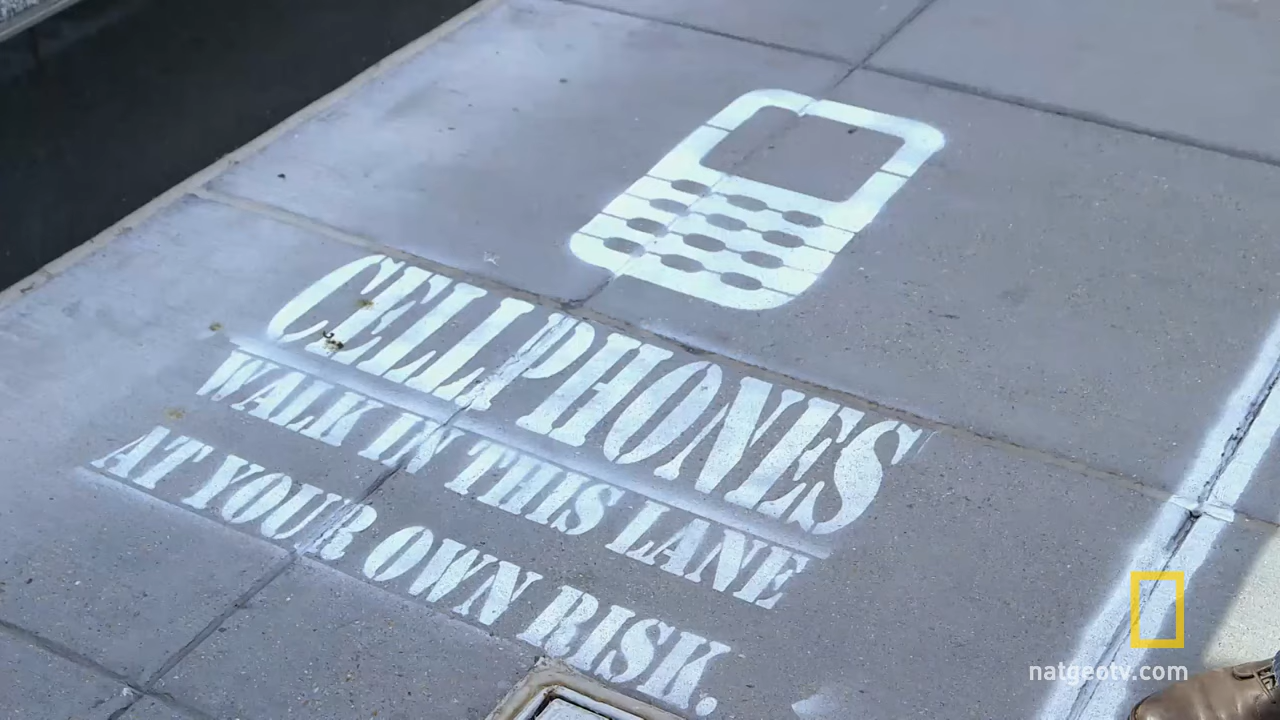 CELLPHONES
WALK IN THIS LANE
AT YOUR OWN RISK.
natgeotv.com